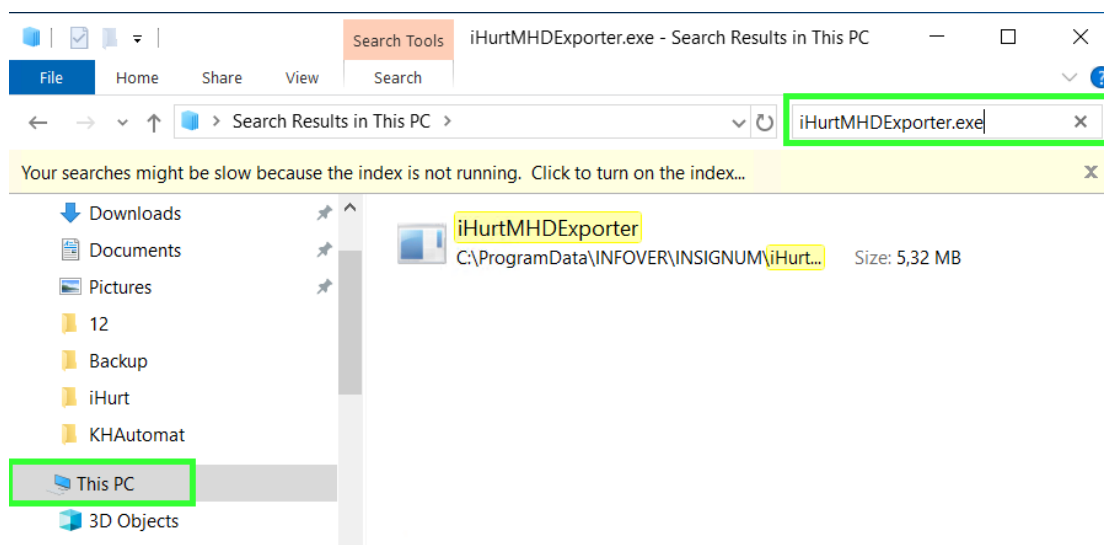 Search Tools iHurtMHDExporter.exe - Search Results in This PC
File Home Share View Search
Search Results in This PC
iHurtMHDExporter.exe
Your searches might be slow because the index is not running. Click to turn on the index...
Downloads
Documents
Pictures
12
Backup
iHurt
KHAutomat
This PC
3D Objects
iHurtMHDExporter
C:\ProgramData\INFOVER\INSIGNUM\iHurt... Size: 5,32 MB